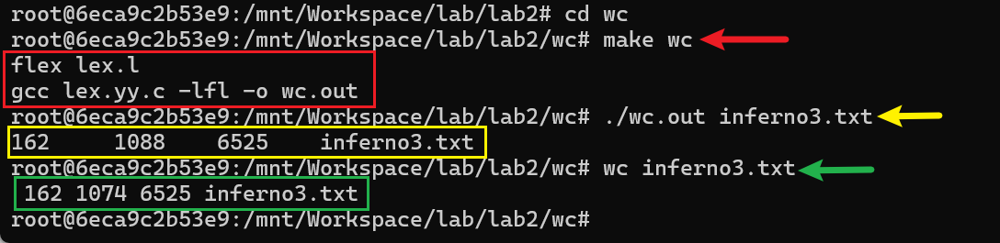 root@6eca9c2b53e9:/mnt/Workspace/lab/lab2# cd wc
root@6eca9c2b53e9:/mnt/Workspace/lab/lab2/wc# make wc
flex lex.l
gcc lex.yy.c -lfl -o wc.out
root@6eca9c2b53e9:/mnt/Workspace/lab/lab2/wc# ./wc.out inferno3.txt
162     1088    6525    inferno3.txt
root@6eca9c2b53e9:/mnt/Workspace/lab/lab2/wc# wc inferno3.txt
 162 1074 6525 inferno3.txt
root@6eca9c2b53e9:/mnt/Workspace/lab/lab2/wc#